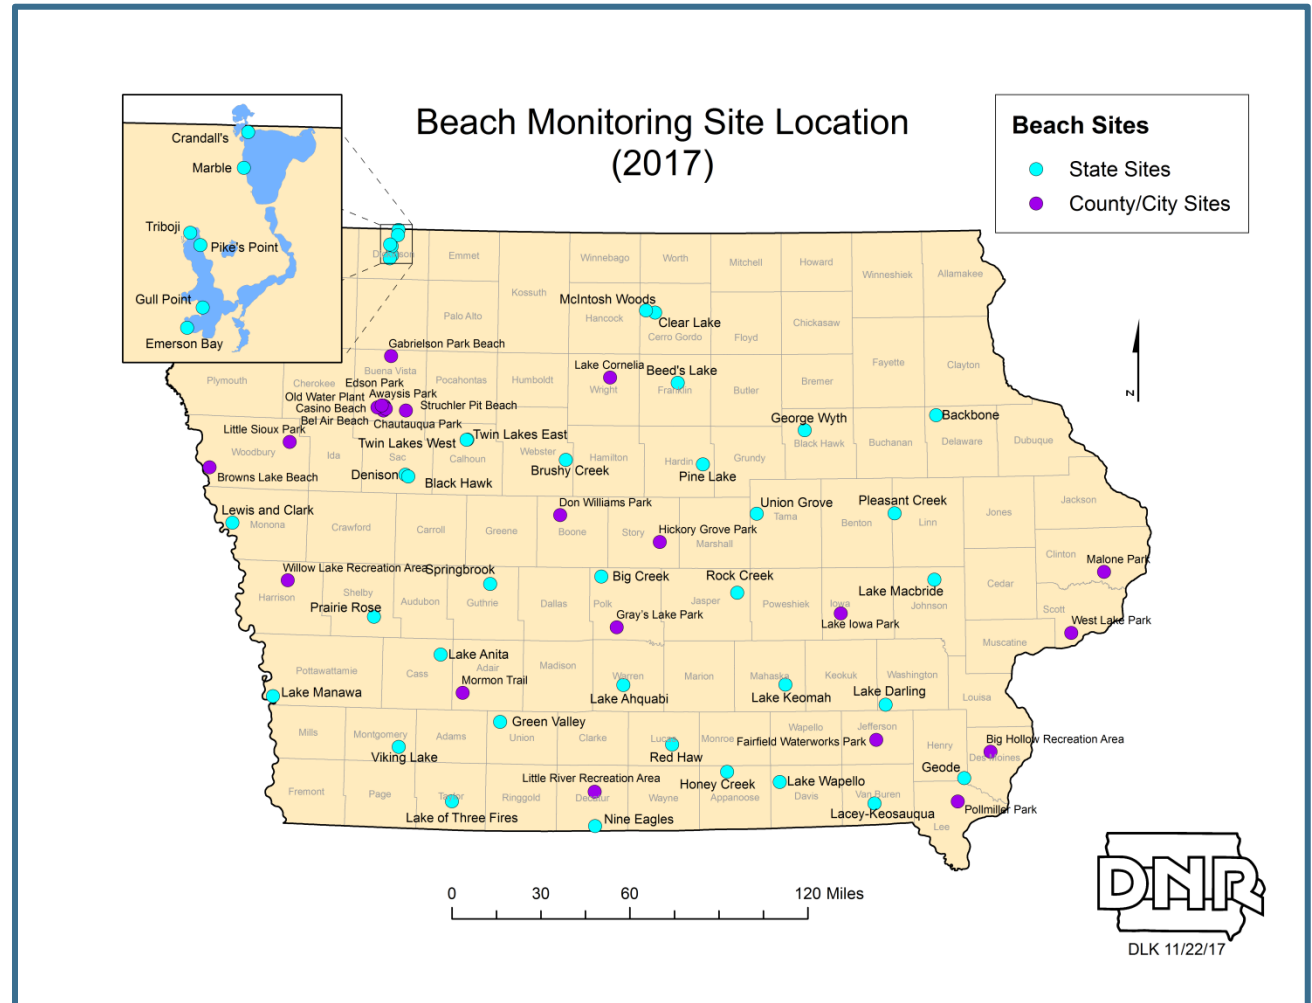 Beach Monitoring Site Location
(2017)
Beach Sites
State Sites
County/City Sites
Crandall's
Marble
Triboji
Pike's Point
Gull Point
Emerson Bay
Dickinson
Emmet
Winnebago
Worth
Mitchell
Howard
Winneshiek
Allamakee
Kossuth
McIntosh Woods
Hancock
Clear Lake
Cerro Gordo
Palo Alto
Floyd
Chickasaw
Gabrielson Park Beach
Buena Vista
Plymouth
Cherokee
Edson Park
Pocahontas
Humboldt
Lake Cornelia
Wright
Beed's Lake
Franklin
Butler
Bremer
Fayette
Clayton
Old Water Plant
Awaysis Park
Casino Beach
Struchler Pit Beach
Bel Air Beach
Chautauqua Park
Little Sioux Park
Woodbury
Ida
Sac
Twin Lakes West
Twin Lakes East
Calhoun
Webster
Hamilton
Hardin
Grundy
George Wyth
Black Hawk
Buchanan
Backbone
Delaware
Dubuque
Browns Lake Beach
Denison
Black Hawk
Brushy Creek
Pine Lake
Lewis and Clark
Monona
Crawford
Carroll
Greene
Don Williams Park
Boone
Story
Hickory Grove Park
Marshall
Union Grove
Tama
Pleasant Creek
Benton
Linn
Jones
Jackson
Clinton
Malone Park
Willow Lake Recreation Area
Harrison
Shelby
Springbrook
Audubon
Guthrie
Dallas
Big Creek
Polk
Rock Creek
Jasper
Poweshiek
Iowa
Lake Iowa Park
Lake Macbride
Johnson
Cedar
Scott
West Lake Park
Muscatine
Prairie Rose
Gray's Lake Park
Pottawattamie
Cass
Lake Anita
Adair
Mormon Trail
Madison
Warren
Lake Ahquabi
Marion
Mahaska
Lake Keomah
Keokuk
Washington
Lake Darling
Louisa
Lake Manawa
Mills
Montgomery
Viking Lake
Adams
Green Valley
Union
Clarke
Lucas
Red Haw
Monroe
Wapello
Jefferson
Fairfield Waterworks Park
Henry
Big Hollow Recreation Area
Des Moines
Fremont
Page
Taylor
Lake of Three Fires
Ringgold
Little River Recreation Area
Decatur
Nine Eagles
Wayne
Honey Creek
Appanoose
Lake Wapello
Davis
Van Buren
Lacey-Keosauqua
Geode
Pollmiller Park
Lee
N
0 30 60 120 Miles
DNR
DLK 11/22/17